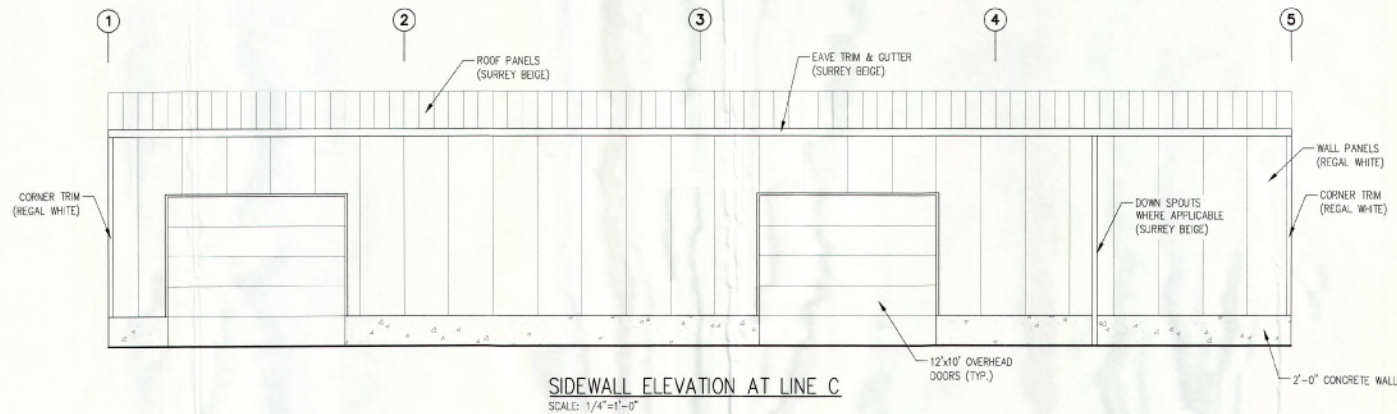 1 2 3 4 5
ROOF PANELS
(SURREY BEIGE)
EAVE TRIM & GUTTER
(SURREY BEIGE)
WALL PANELS
(REGAL WHITE)
CORNER TRIM
(REGAL WHITE)
CORNER TRIM
(REGAL WHITE)
DOWN SPOUTS
WHERE APPLICABLE
(SURREY BEIGE)
12'x10' OVERHEAD
DOORS (TYP.)
2'-0" CONCRETE WALL
SIDEWALL ELEVATION AT LINE C
SCALE: 1/4"=1'-0"